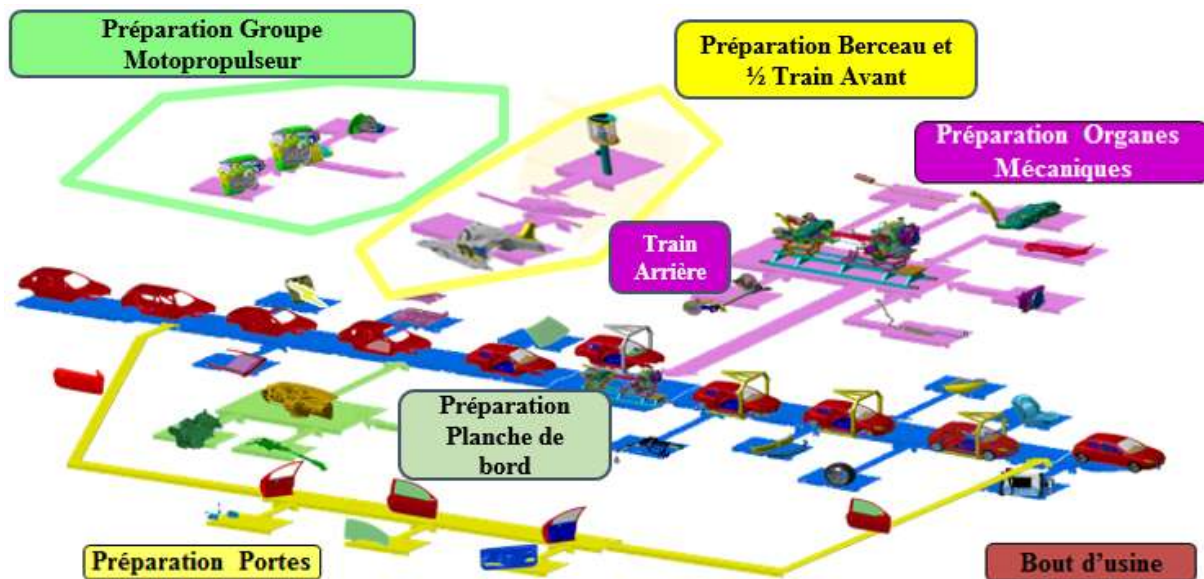 Préparation Groupe
Motopropulseur
Préparation Berceau et
½ Train Avant
Préparation Organes
Mécaniques
Train
Arrière
Préparation
Planche de
bord
Préparation Portes
Bout d'usine